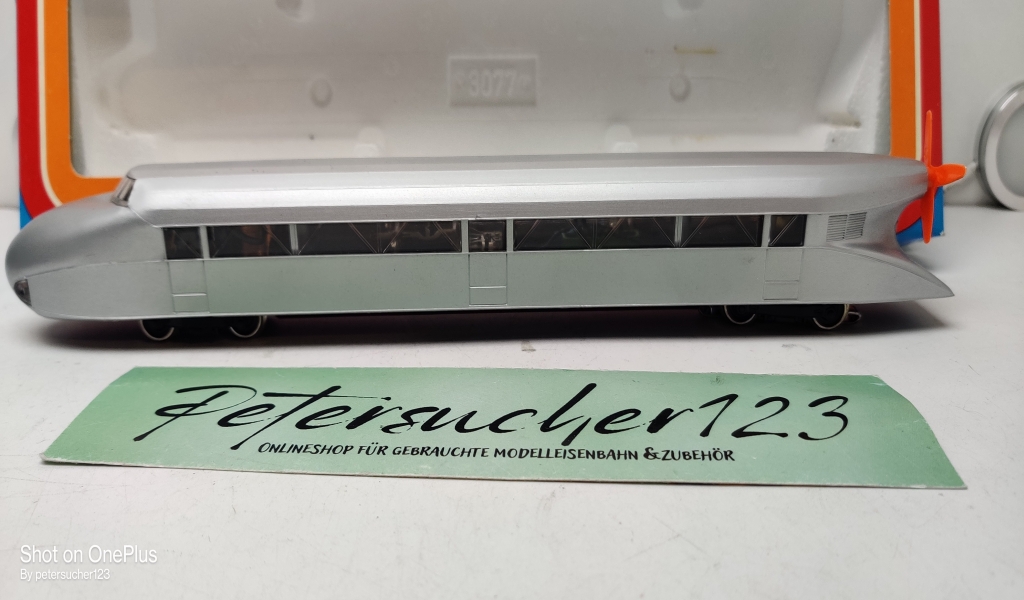 3077
Petersucher123
ONLINESHOP FÜR GEBRAUCHTE MODELLEISENBAHN &ZUBEHÖR
Shot on OnePlus
By petersucher123